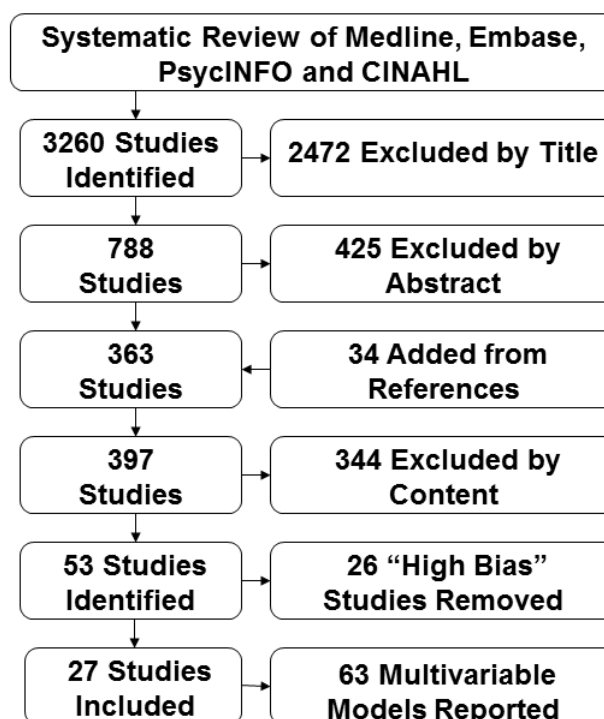 Systematic Review of Medline, Embase,
PsycINFO and CINAHL
3260 Studies
Identified
2472 Excluded by Title
788
Studies
425 Excluded by
Abstract
363
Studies
34 Added from
References
397
Studies
344 Excluded by
Content
53 Studies
Identified
26 “High Bias”
Studies Removed
27 Studies
Included
63 Multivariable
Models Reported